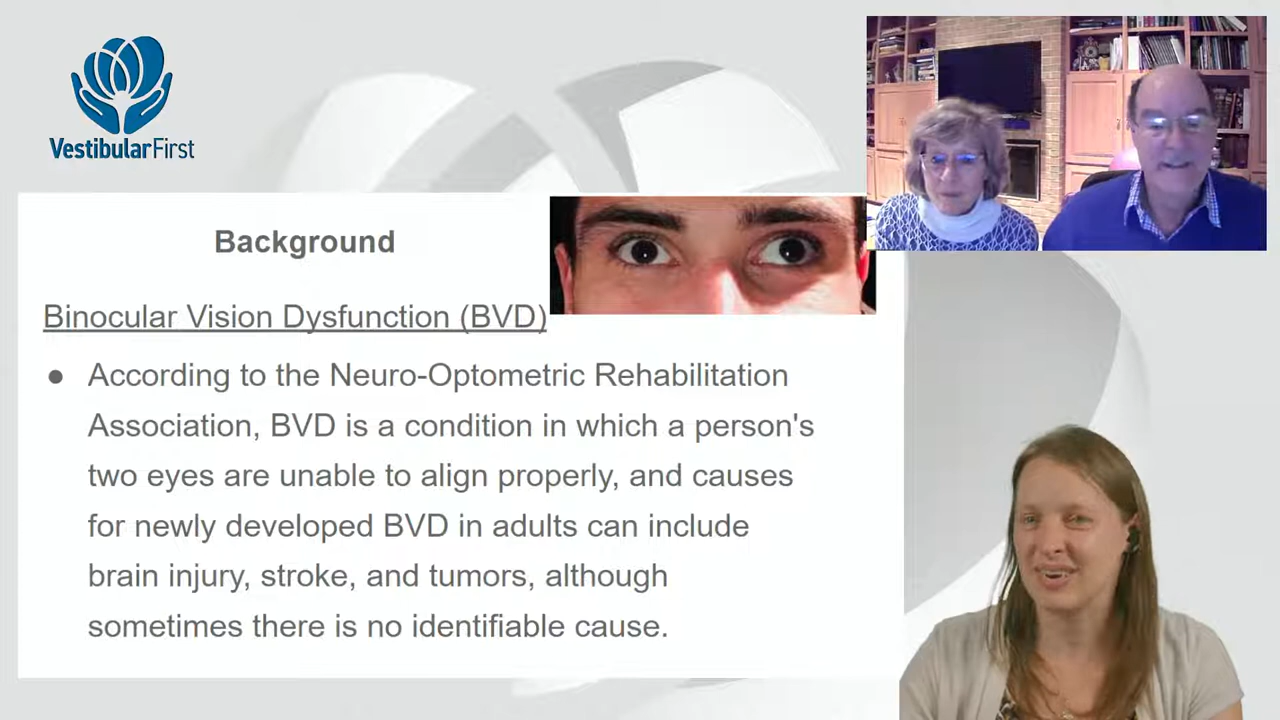 VestibularFirst
Background
Binocular Vision Dysfunction (BVD)
● According to the Neuro-Optometric Rehabilitation
Association, BVD is a condition in which a person's
two eyes are unable to align properly, and causes
for newly developed BVD in adults can include
brain injury, stroke, and tumors, although
sometimes there is no identifiable cause.